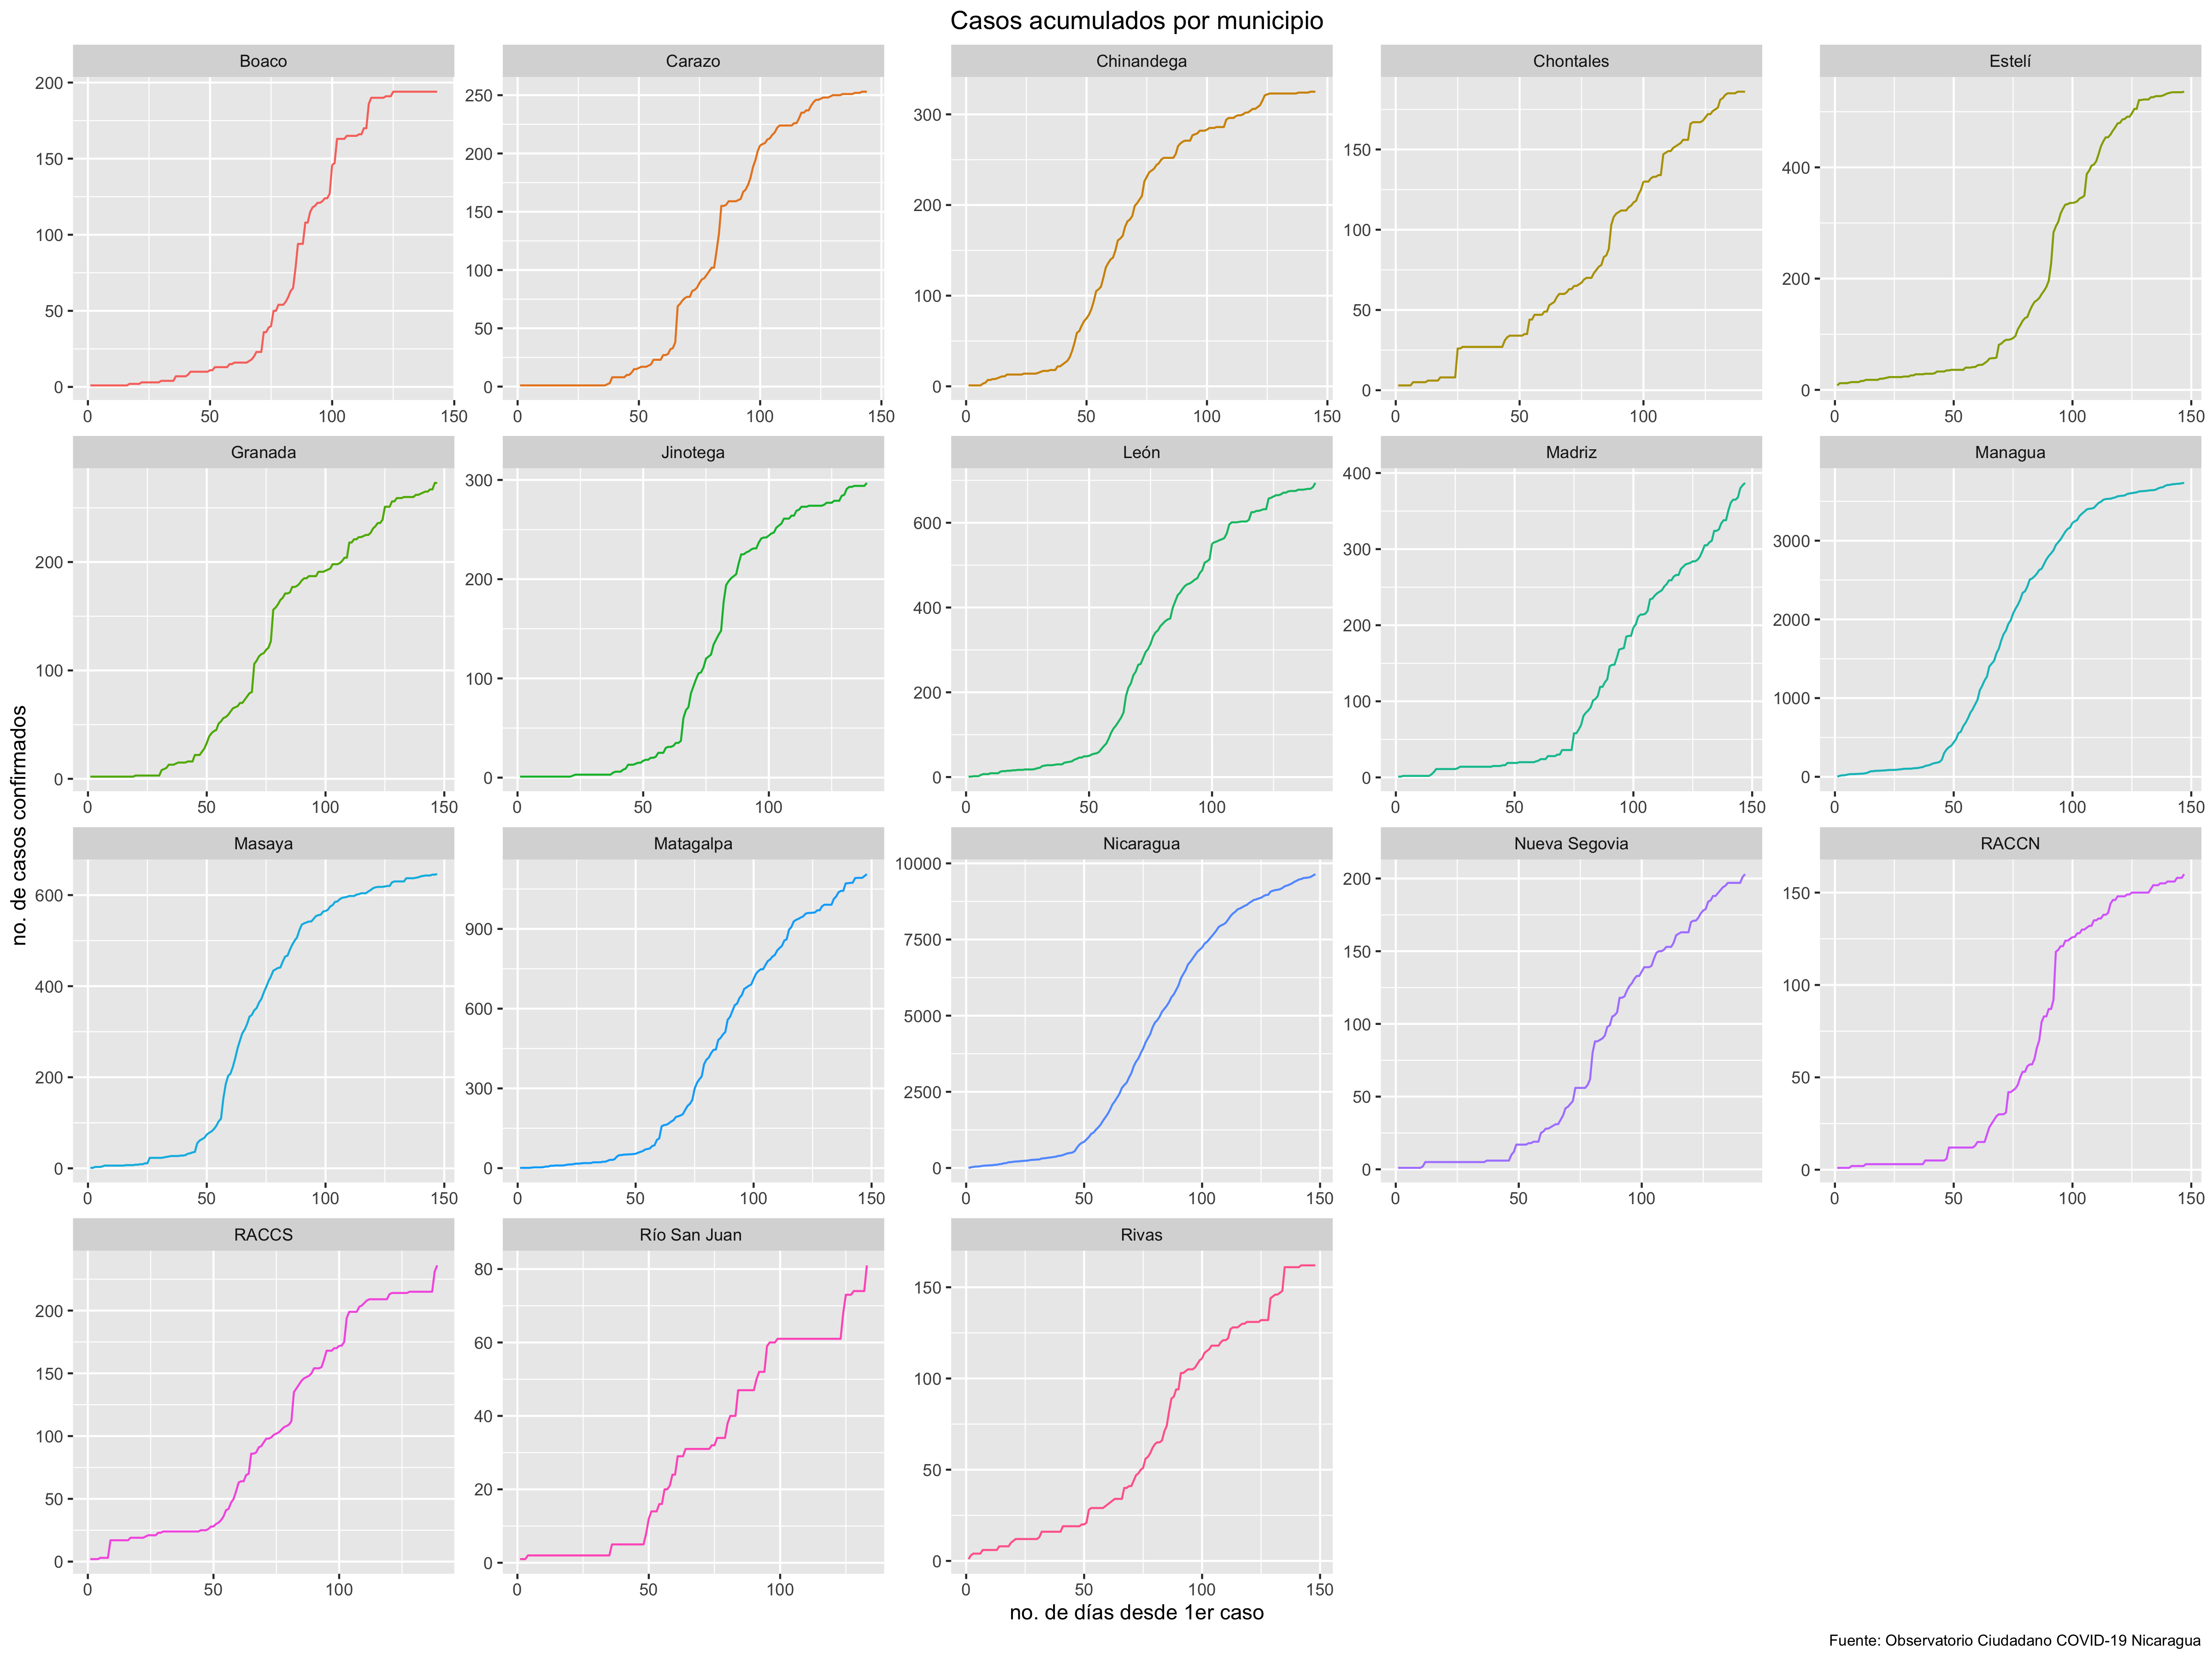 Casos acumulados por municipio
Boaco
Carazo
Chinandega
Chontales
Estelí
200
150
100
50
0
0 50 100 150
250
200
150
100
50
0
0 50 100 150
300
200
100
0
0 50 100 150
150
100
50
0
0 50 100
400
200
0
0 50 100 150
Granada
Jinotega
León
Madriz
Managua
200
100
0
0 50 100 150
300
200
100
0
0 50 100
600
400
200
0
0 50 100
400
300
200
100
0
0 50 100 150
3000
2000
1000
0
0 50 100 150
no. de casos confirmados
Masaya
Matagalpa
Nicaragua
Nueva Segovia
RACCN
600
400
200
0
0 50 100 150
900
600
300
0
0 50 100 150
10000
7500
5000
2500
0
0 50 100 150
200
150
100
50
0
0 50 100
150
100
50
0
0 50 100 150
RACCS
Río San Juan
Rivas
200
150
100
50
0
0 50 100
80
60
40
20
0
0 50 100
150
100
50
0
0 50 100 150
no. de días desde 1er caso
Fuente: Observatorio Ciudadano COVID-19 Nicaragua